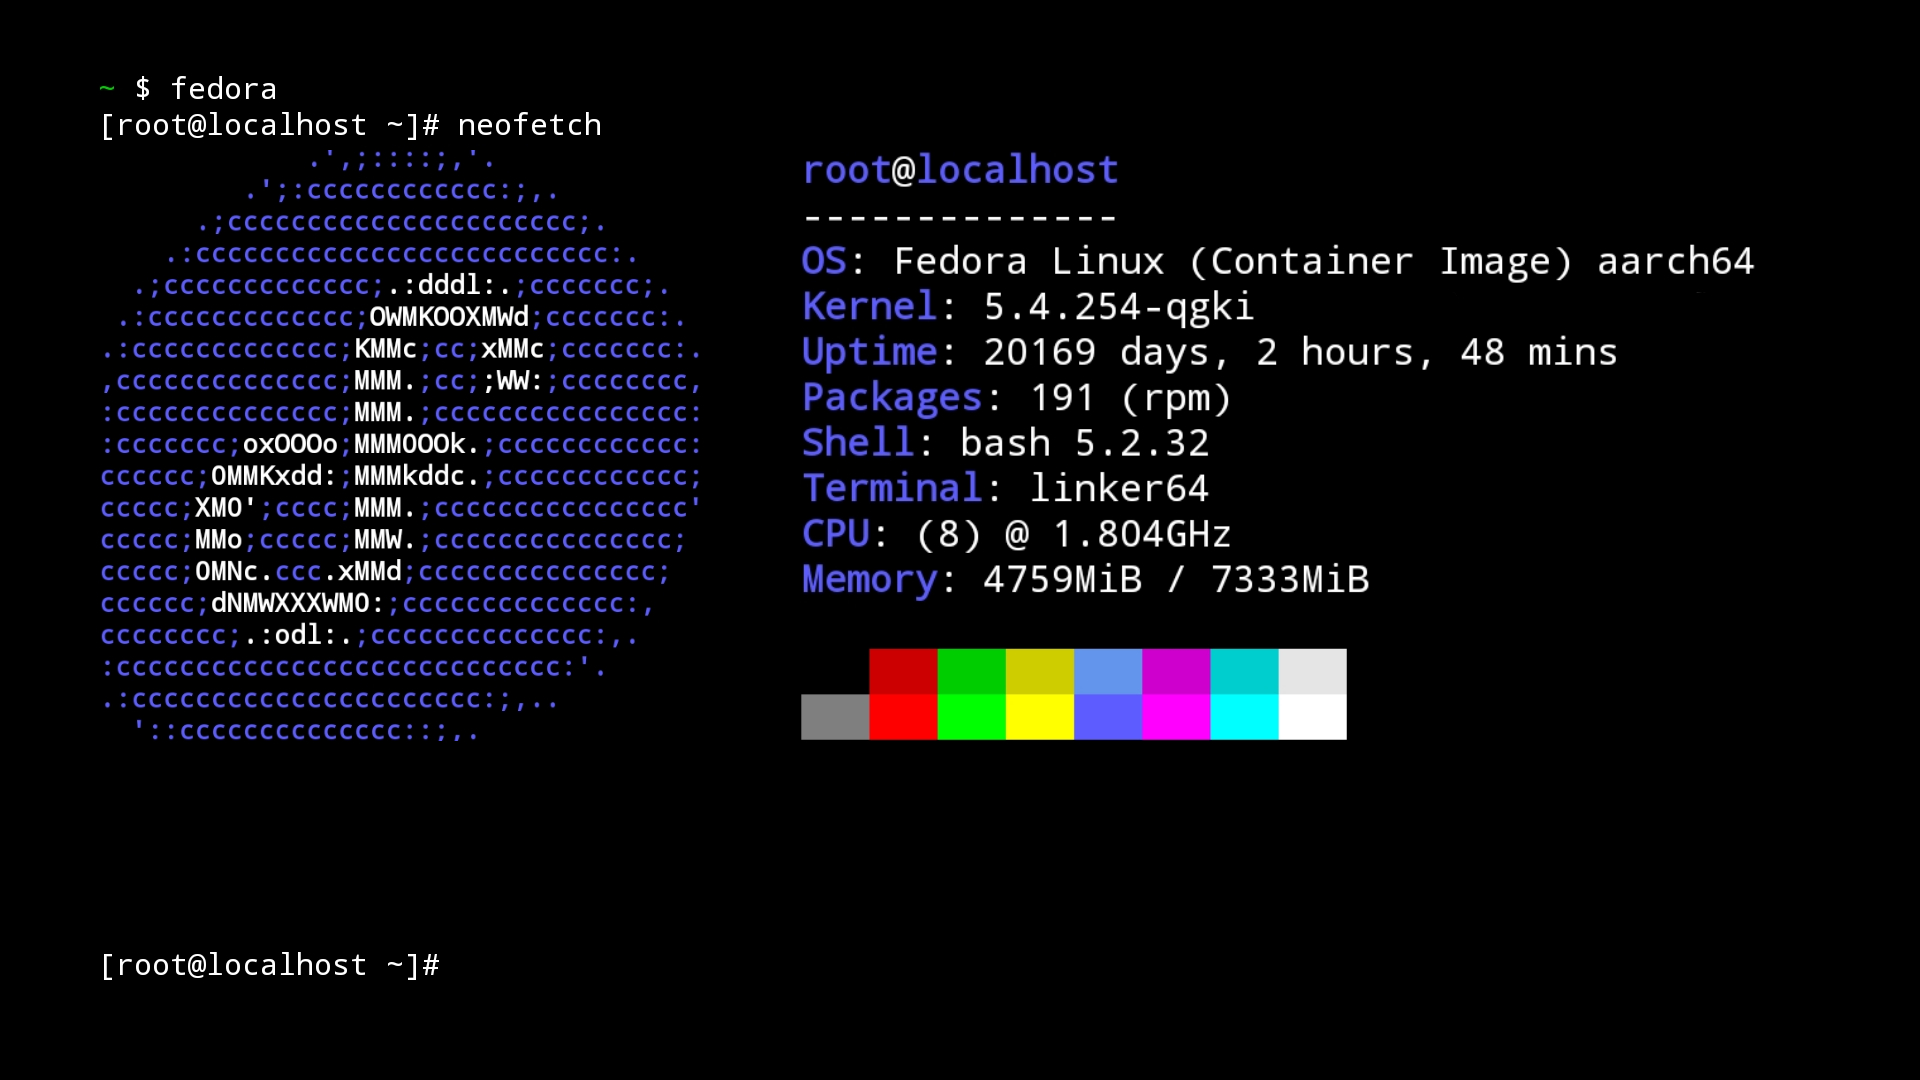 ~ $ fedora
[root@localhost ~]# neofetch
.',;::::;,'.
.';:cccccccccccc:;,.
.;cccccccccccccccccccccc;.
.:cccccccccccccccccccccccccc:.
.;ccccccccccccc;.:dddl:.;ccccccc;.
.:ccccccccccccc;OWMKOOXMWd;ccccccc:.
.:ccccccccccccc;KMMc;cc;xMMc;ccccccc:.
,cccccccccccccc;MMM.;cc;;WW:;cccccccc,
:cccccccccccccc;MMM.;cccccccccccccccc:
:ccccccc;oxOOOo;MMM0OOk.;cccccccccccc:
cccccc;0MMKxdd:;MMMkddc.;cccccccccccc;
ccccc;XMO';cccc;MMM.;cccccccccccccccc'
ccccc;MMo;ccccc;MMW.;ccccccccccccccc;
ccccc;0MNc.ccc.xMMd;ccccccccccccccc;
cccccc;dNMWXXXWM0:;cccccccccccccc:,
cccccccc;.:odl:.;cccccccccccccc:,.
:cccccccccccccccccccccccccccc:'.
.:cccccccccccccccccccccc:;,..
'::cccccccccccccc::;,.
root@localhost
--------------
OS: Fedora Linux (Container Image) aarch64
Kernel: 5.4.254-qgki
Uptime: 20169 days, 2 hours, 48 mins
Packages: 191 (rpm)
Shell: bash 5.2.32
Terminal: linker64
CPU: (8) @ 1.804GHz
Memory: 4759MiB / 7333MiB
[root@localhost ~]#